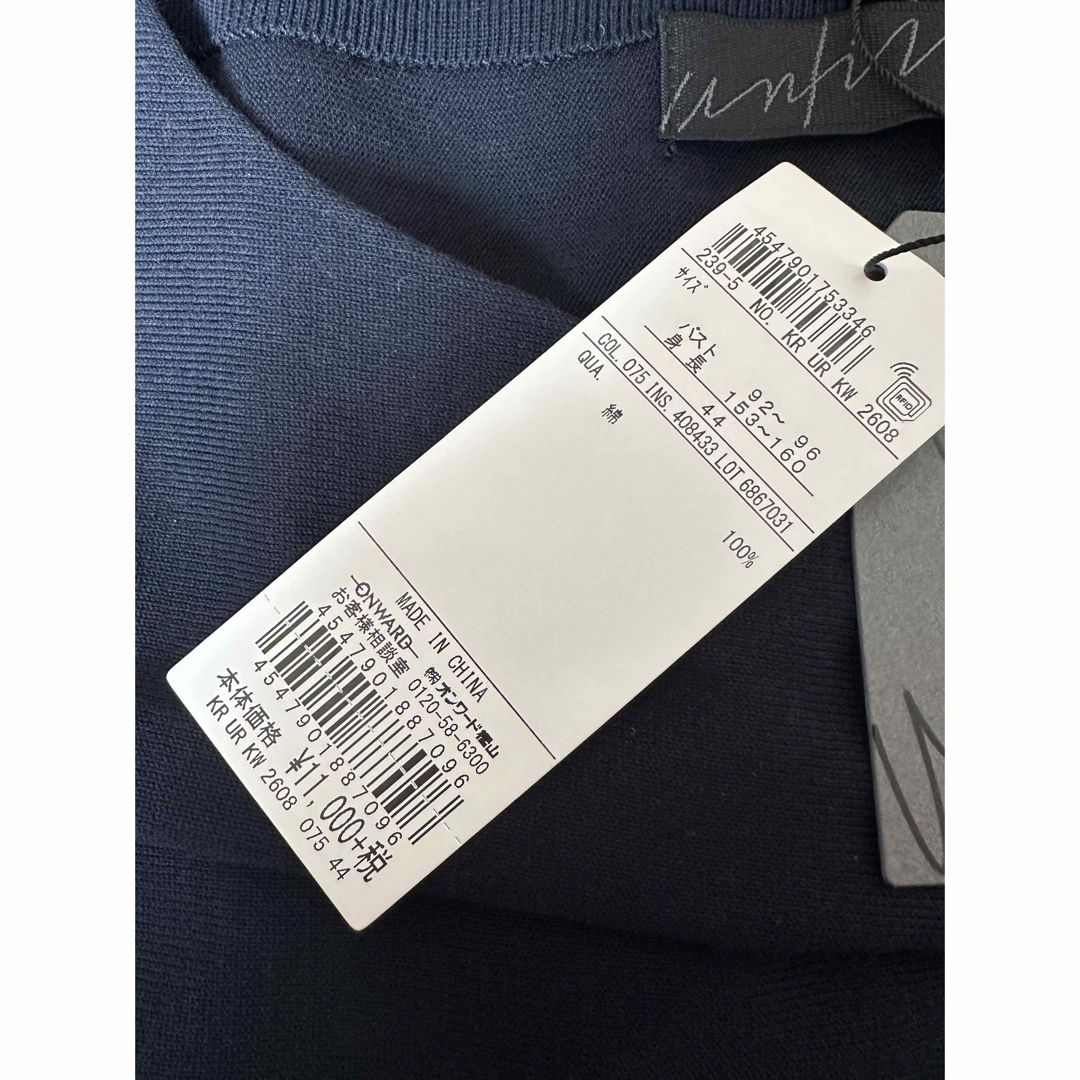 4547901753346
239-5 NO. KR UR KW 2608
サイズ
RFID
バスト 92~ 96
身長 153~160
44
COL. 075 INS. 408433 LOT 6867031
QUA.
綿 100%
MADE IN CHINA
ONWARD ㈱オンワード樫山
お客様相談室 0120-58-6300
4547901887096
4547901887096
本体価格 ¥11,000+税
KR UR KW 2608 075 44